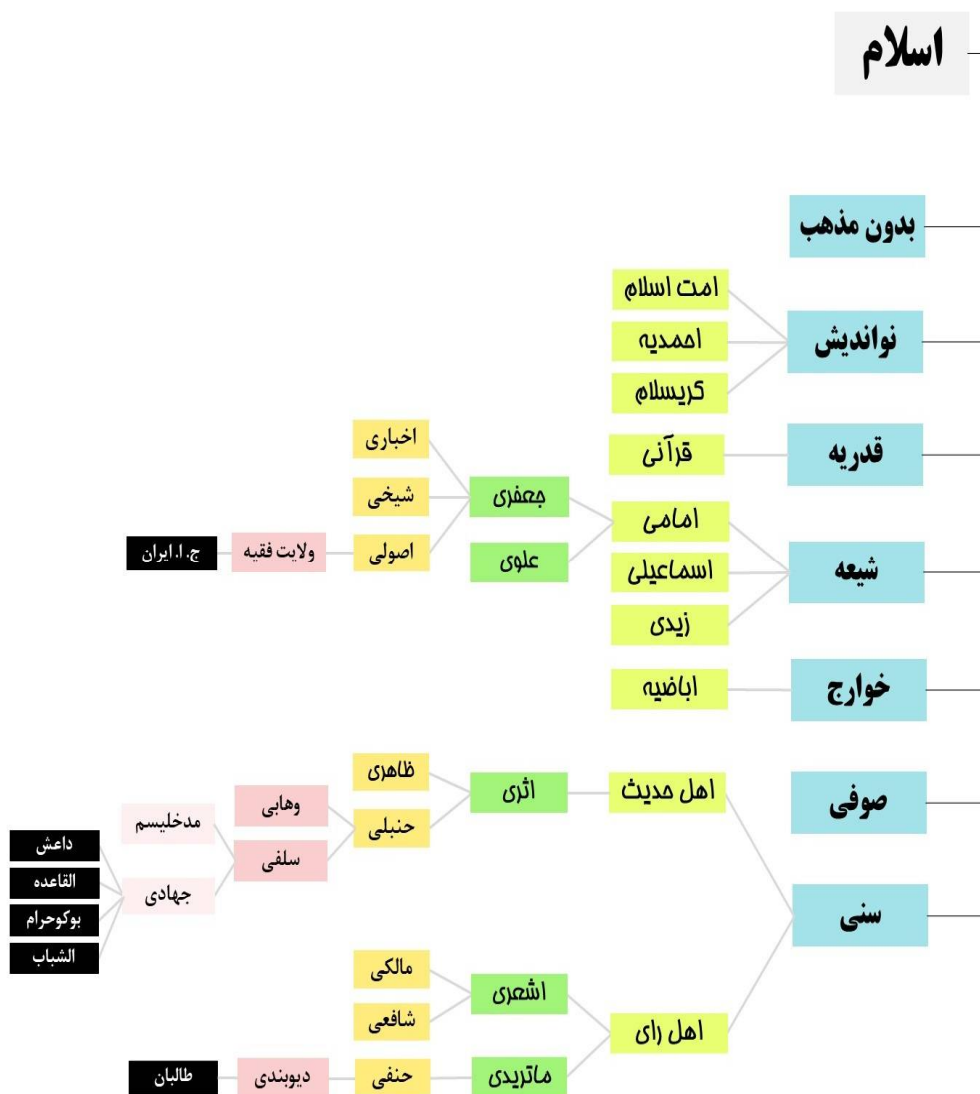 اسلام
بدون مذهب
نواندیش
امت اسلام
احمدیه
کریسلام
قدریه
قرآنی
شیعه
امامی
جعفری
اخباری
شیخی
اصولی
ولایت فقیه
ج.ا.ایران
علوی
اسماعیلی
زیدی
خوارج
اباضیه
صوفی
سنی
اهل حدیث
اثری
ظاهری
حنبلی
وهابی
سلفی
مدخلیسم
جهادی
داعش
القاعده
بوکوحرام
الشباب
اهل رای
اشعری
مالکی
شافعی
ماتریدی
حنفی
دیوبندی
طالبان